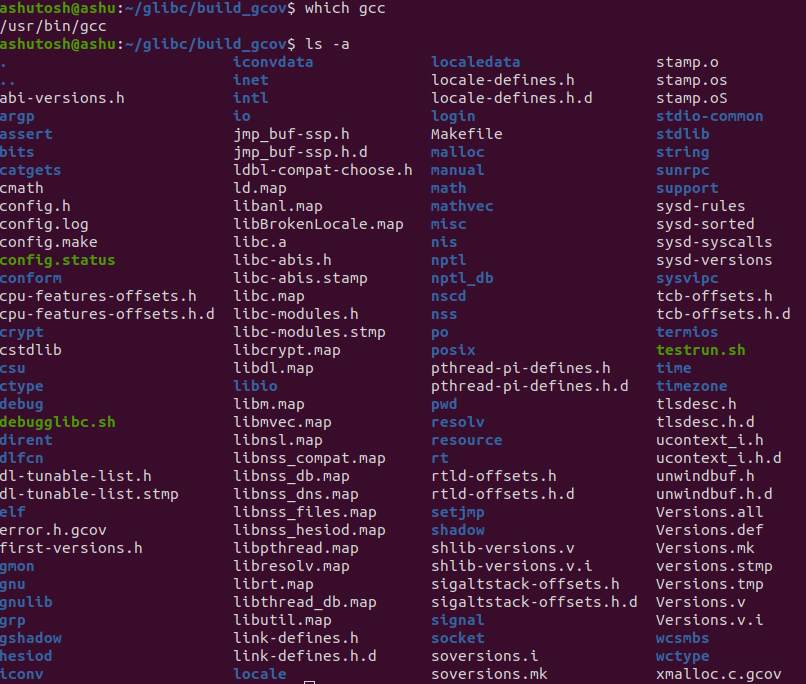 ashutosh@ashu:~/glibc/build_gcov$ which gcc
/usr/bin/gcc
ashutosh@ashu:~/glibc/build_gcov$ ls -a
. iconvdata localedata stamp.o
.. inet locale-defines.h stamp.os
abi-versions.h intl locale-defines.h.d stamp.oS
argp io login stdio-common
assert jmp_buf-ssp.h Makefile stdlib
bits jmp_buf-ssp.h.d malloc string
catgets ldbl-compat-choose.h manual sunrpc
cmath ld.map math support
config.h libanl.map mathvec sysd-rules
config.log libBrokenLocale.map misc sysd-sorted
config.make libc.a nis sysd-syscalls
config.status libc-abis.h nptl sysd-versions
conform libc-abis.stamp nptl_db sysvipc
cpu-features-offsets.h libc.map nscd tcb-offsets.h
cpu-features-offsets.h.d libc-modules.h nss tcb-offsets.h.d
crypt libc-modules.stmp po termios
cstdlib libcrypt.map posix testrun.sh
csu libdl.map pthread-pi-defines.h time
ctype libio pthread-pi-defines.h.d timezone
debug libm.map pwd tlsdesc.h
debugglibc.sh libmvec.map resolv tlsdesc.h.d
dirent libnsl.map resource ucontext_i.h
dlfcn libnss_compat.map rt ucontext_i.h.d
dl-tunable-list.h libnss_db.map rtld-offsets.h unwindbuf.h
dl-tunable-list.stmp libnss_dns.map rtld-offsets.h.d unwindbuf.h.d
elf libnss_files.map setjmp Versions.all
error.h.gcov libnss_hesiod.map shadow Versions.def
first-versions.h libpthread.map shlib-versions.v Versions.mk
gmon libresolv.map shlib-versions.v.i versions.stmp
gnu librt.map sigaltstack-offsets.h Versions.tmp
gnulib libthread_db.map sigaltstack-offsets.h.d Versions.v
grp libutil.map signal Versions.v.i
gshadow link-defines.h socket wcsmbs
hesiod link-defines.h.d soversions.i wctype
iconv locale soversions.mk xmalloc.c.gcov